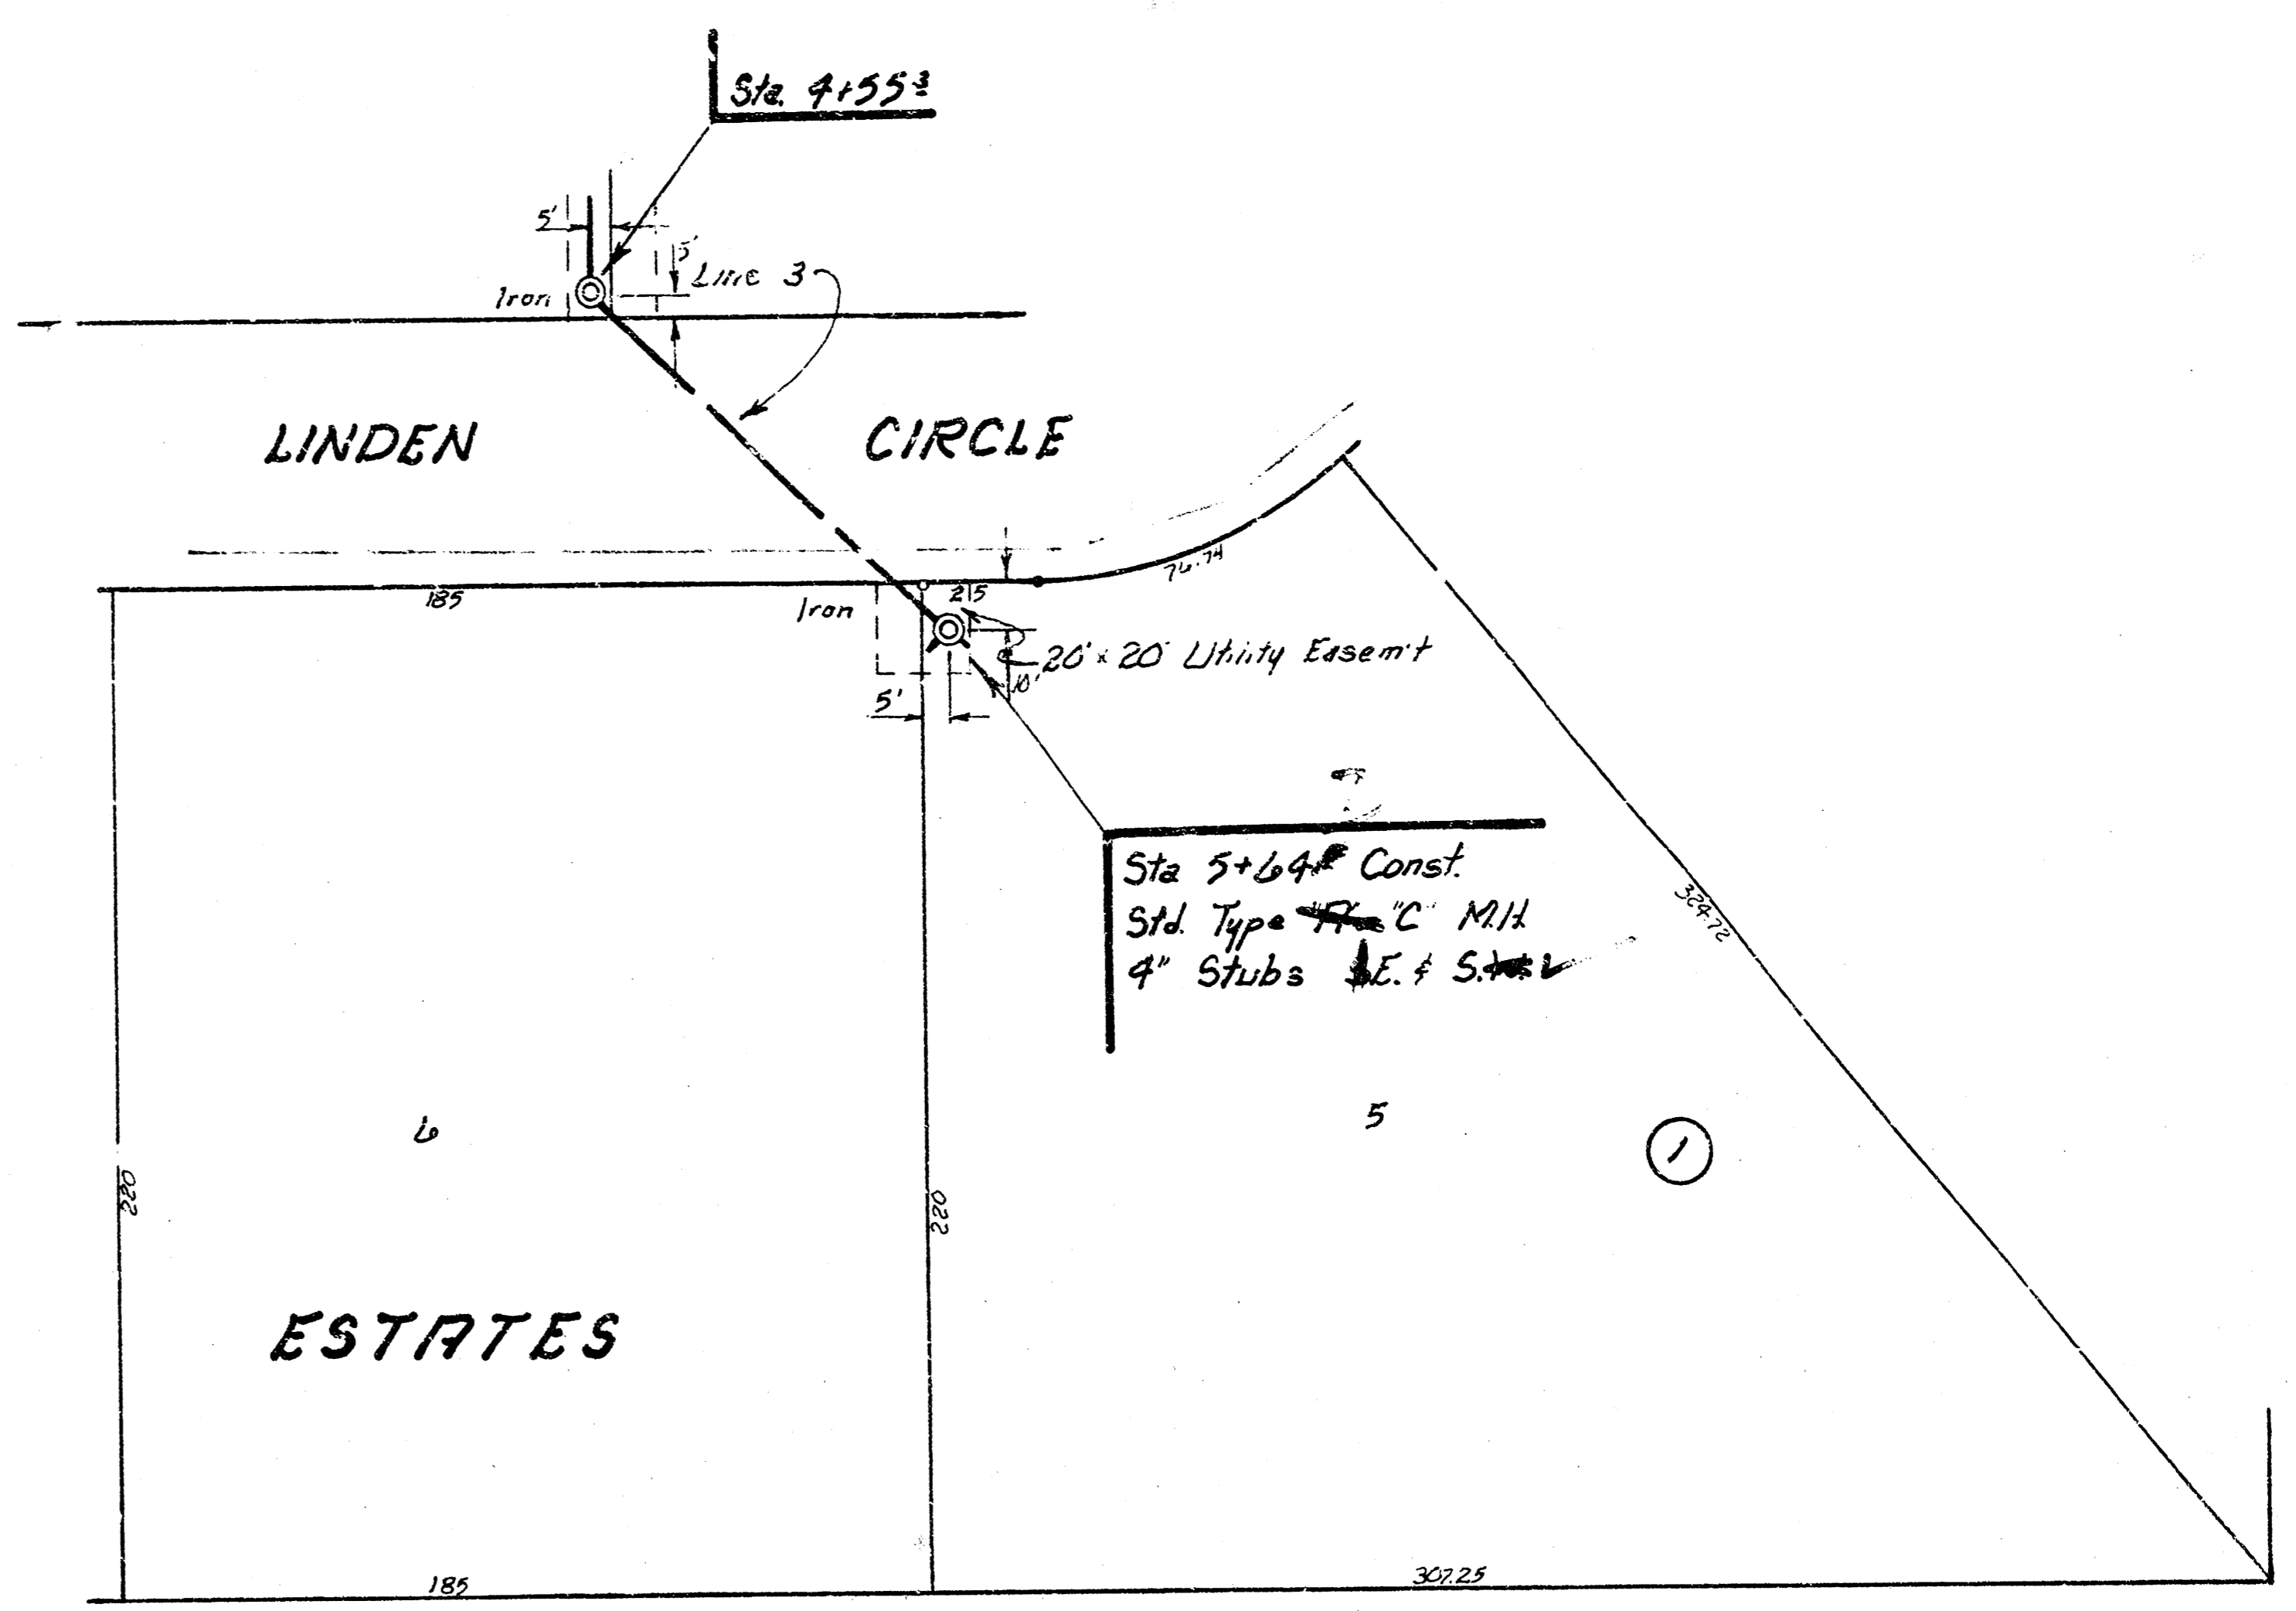 Sta. 4+55³
5'
5'
Line 3
Iron
LINDEN CIRCLE
76.74
185
215
Iron
20' x 20' Utility Easem't
10'
5'
Sta 5+64 Const.
Std. Type "C" M.H.
4" Stubs E. & S.
324.72
6
5
1
220
220
ESTATES
185
307.25